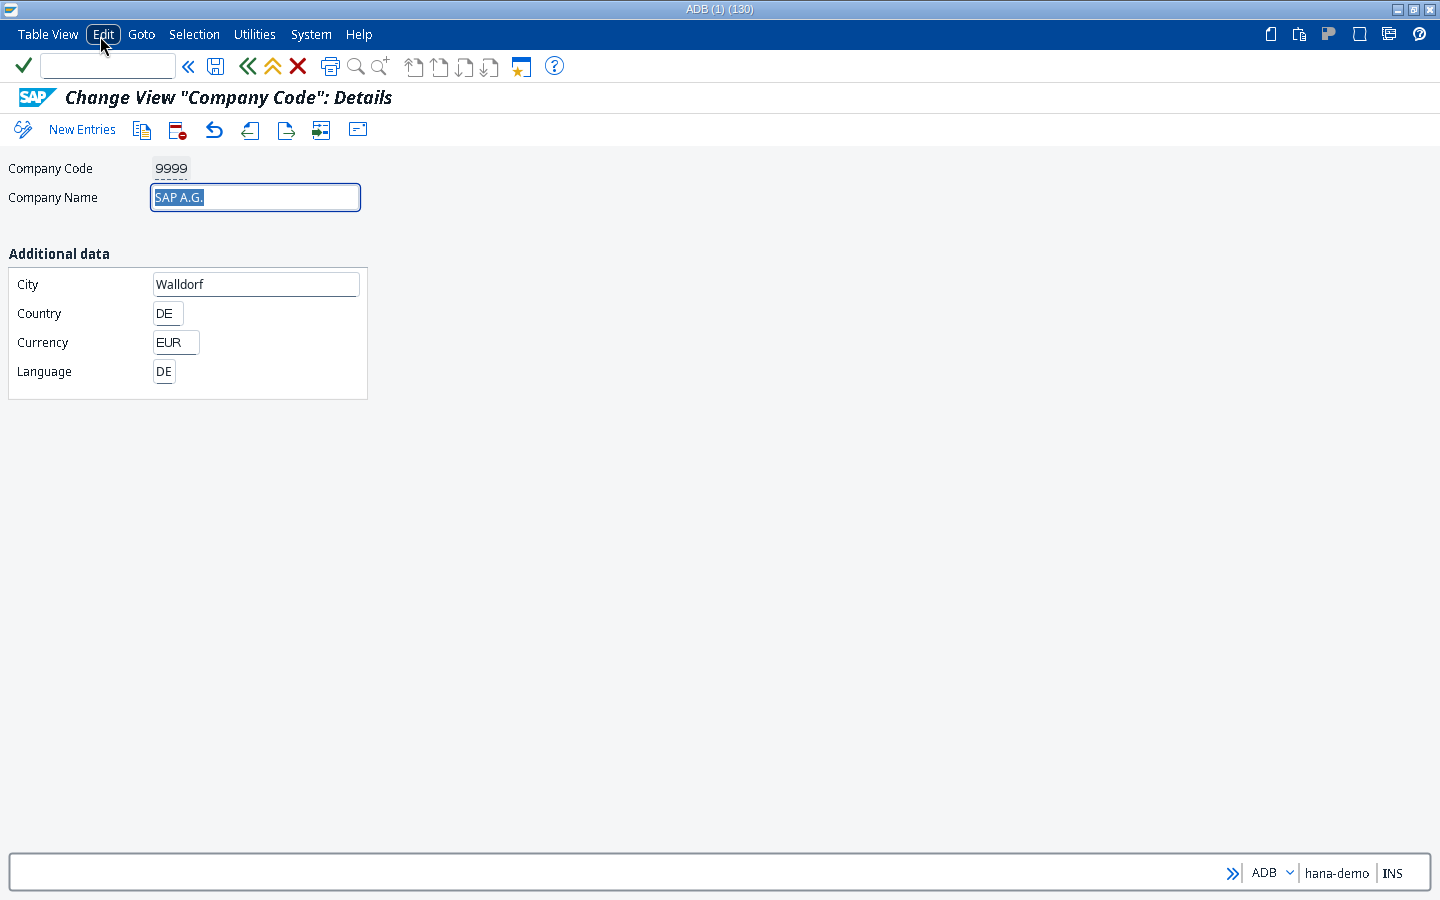 ADB (1) (130)
Table View Edit Goto Selection Utilities System Help
SAP Change View "Company Code": Details
New Entries
Company Code 9999
Company Name SAP A.G.
Additional data
City Walldorf
Country DE
Currency EUR
Language DE
ADB hana-demo INS